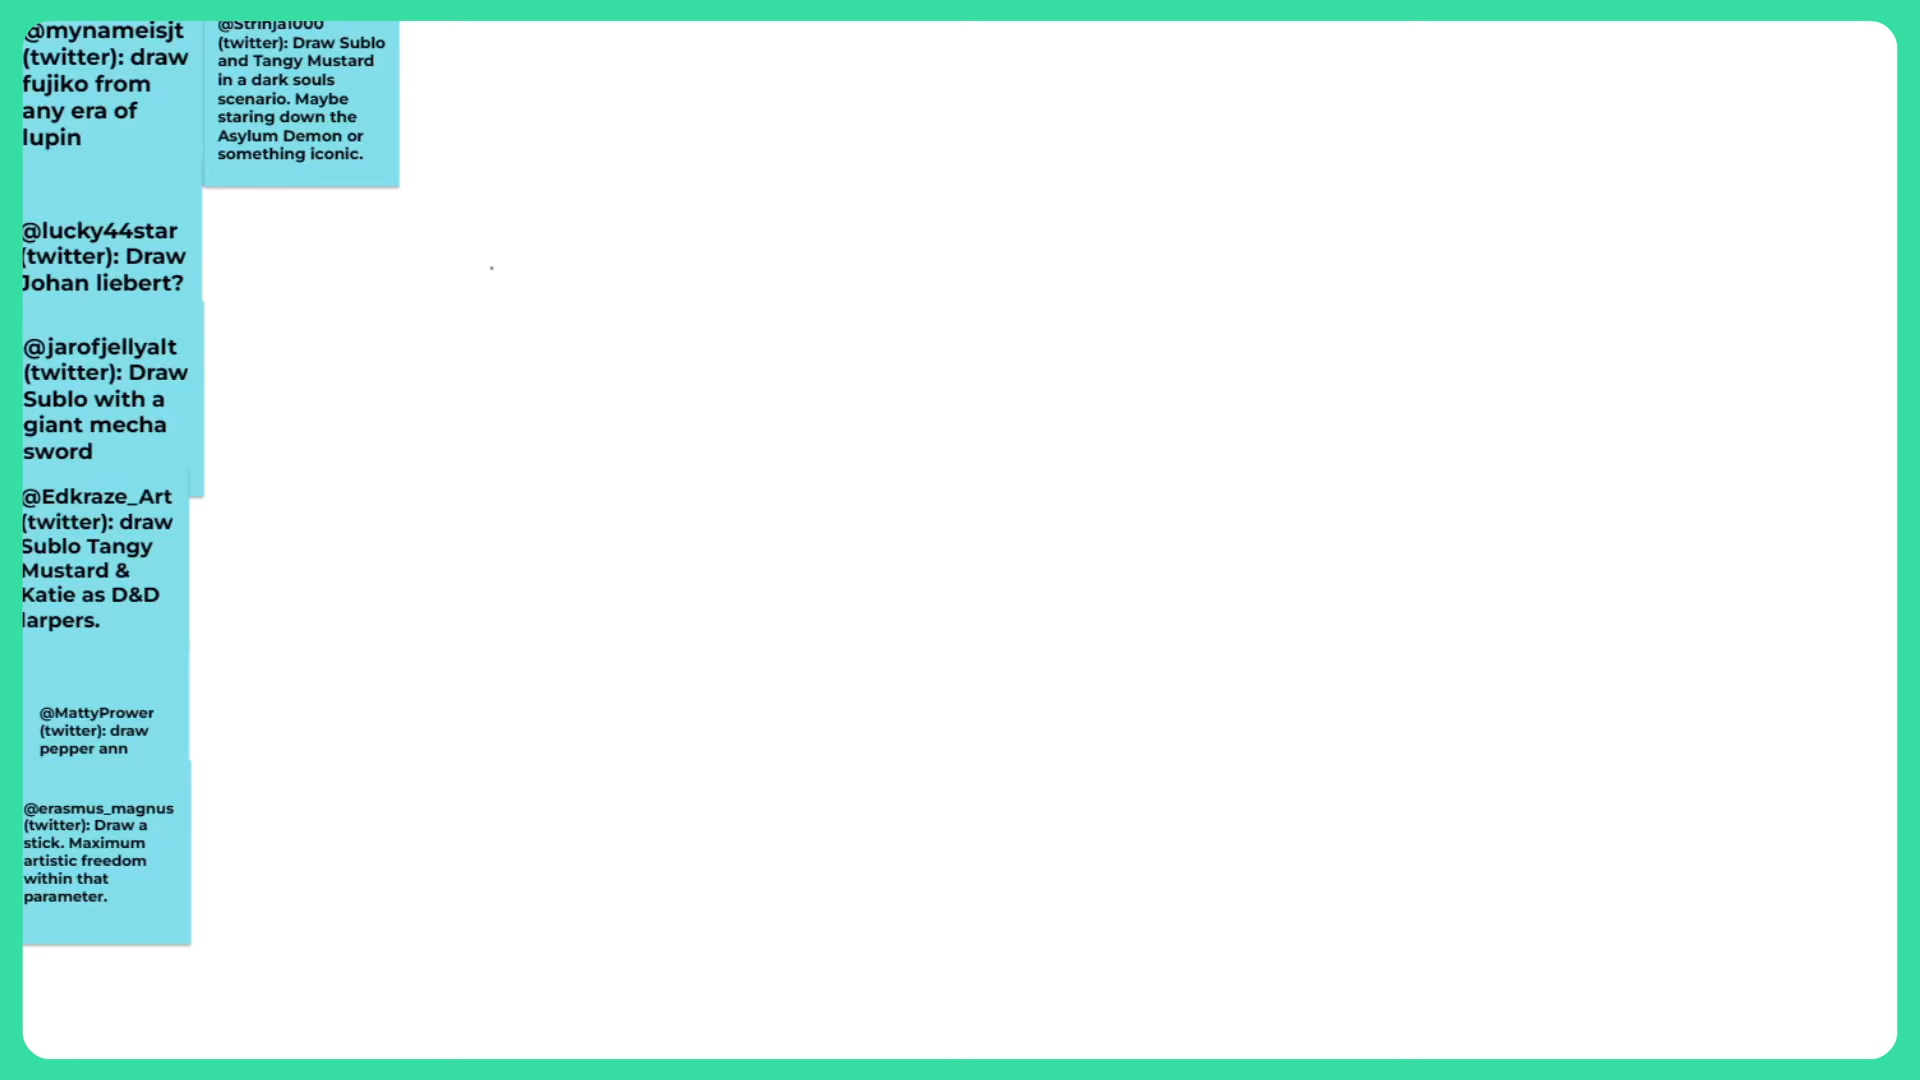 @mynameisjt
(twitter): draw
fujiko from
any era of
lupin
@Strinja1000
(twitter): Draw Sublo
and Tangy Mustard
in a dark souls
scenario. Maybe
staring down the
Asylum Demon or
something iconic.
@lucky44star
(twitter): Draw
Johan liebert?
@jarofjellyalt
(twitter): Draw
Sublo with a
giant mecha
sword
@Edkraze_Art
(twitter): draw
Sublo Tangy
Mustard &
Katie as D&D
larpers.
@MattyPrower
(twitter): draw
pepper ann
@erasmus_magnus
(twitter): Draw a
stick. Maximum
artistic freedom
within that
parameter.